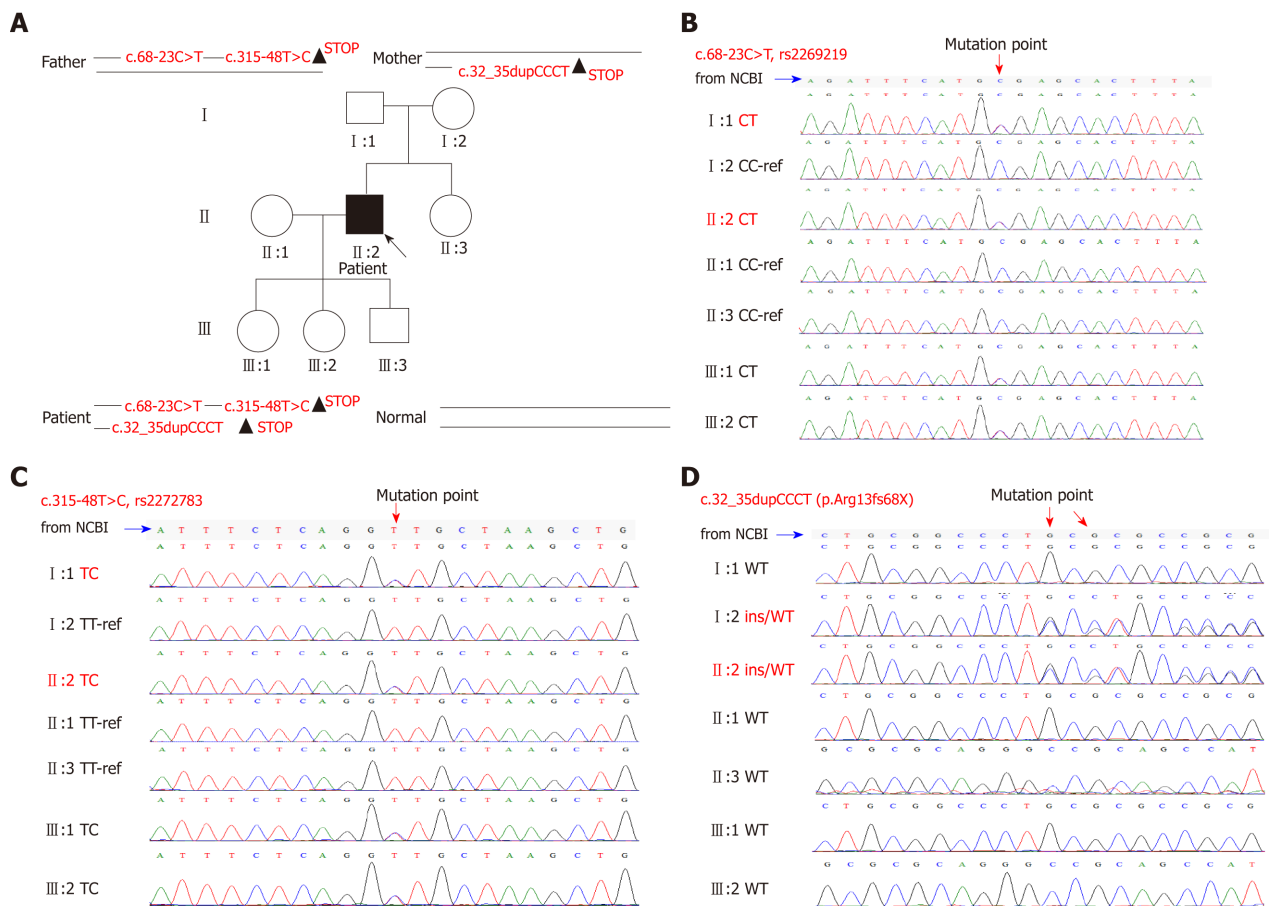 A
Father c.68-23C>T c.315-48T>C STOP
Mother c.32_35dupCCCT STOP
I
I:1
I:2
II
II:1
II:2
II:3
Patient
III
III:1
III:2
III:3
Patient c.68-23C>T c.315-48T>C STOP
c.32_35dupCCCT STOP
Normal
B
c.68-23C>T, rs2269219
Mutation point
from NCBI A G A T T T C A T G C G A G C A C T T T A
A G A T T T C A T G C G A G C A C T T T A
I:1 CT
A G A T T T C A T G C G A G C A C T T T A
I:2 CC-ref
A G A T T T C A T G C G A G C A C T T T A
II:2 CT
A G A T T T C A T G C G A G C A C T T T A
II:1 CC-ref
A G A T T T C A T G C G A G C A C T T T A
II:3 CC-ref
A G A T T T C A T G C G A G C A C T T T A
III:1 CT
A G A T T T C A T G C G A G C A C T T T A
III:2 CT
C
c.315-48T>C, rs2272783
Mutation point
from NCBI A T T T C T C A G G T T G C T A A G C T G
A T T T C T C A G G T T G C T A A G C T G
I:1 TC
A T T T C T C A G G T T G C T A A G C T G
I:2 TT-ref
A T T T C T C A G G T T G C T A A G C T G
II:2 TC
A T T T C T C A G G T T G C T A A G C T G
II:1 TT-ref
A T T T C T C A G G T T G C T A A G C T G
II:3 TT-ref
A T T T C T C A G G T T G C T A A G C T G
III:1 TC
A T T T C T C A G G T T G C T A A G C T G
III:2 TC
D
c.32_35dupCCCT (p.Arg13fs68X)
Mutation point
from NCBI C T G C G G C C C T G C G C G C C G C G
C T G C G G C C C T G C G C G C C G C G
I:1 WT
C T G C G G C C C T G C C T G C C C C C
I:2 ins/WT
C T G C G G C C C T G C C T G C C C C C
II:2 ins/WT
C T G C G G C C C T G C G C G C C G C G
II:1 WT
G C G C G C A G G G C C G C A G C C A T
II:3 WT
C T G C G G C C C T G C G C G C C G C G
III:1 WT
G C G C G C A G G G C C G C A G C C A T
III:2 WT